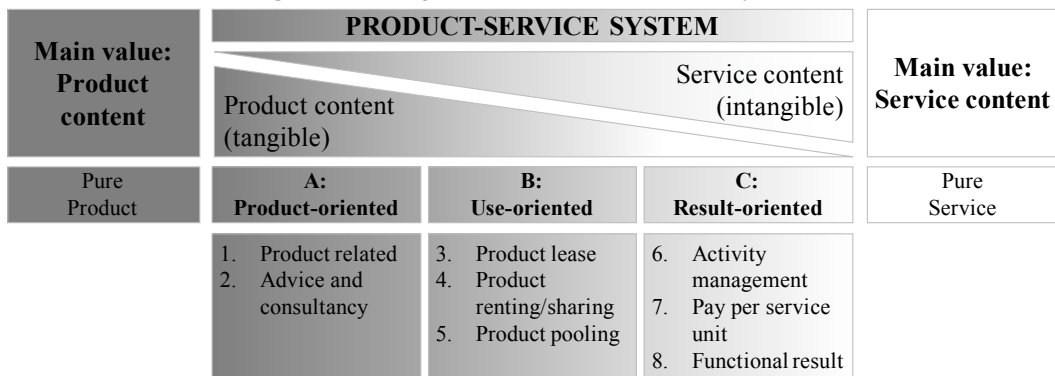 PRODUCT-SERVICE SYSTEM
Main value:
Product
content
Service content
(intangible)
Product content
(tangible)
Main value:
Service content
Pure
Product
A:
Product-oriented
B:
Use-oriented
C:
Result-oriented
Pure
Service
1. Product related
2. Advice and
consultancy
3. Product lease
4. Product
renting/sharing
5. Product pooling
6. Activity
management
7. Pay per service
unit
8. Functional result